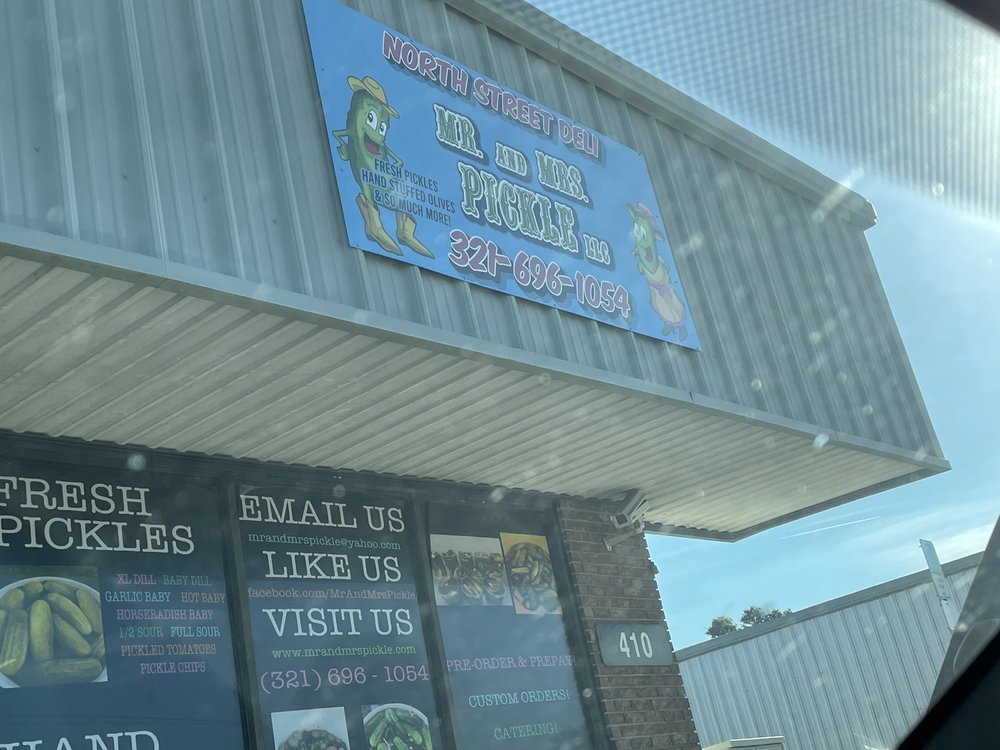 NORTH STREET DELI
MR. AND MRS.
PICKLE LLC
FRESH PICKLES
HAND STUFFED OLIVES
& SO MUCH MORE!
321-696-1054
FRESH
PICKLES
XL DILL BABY DILL
GARLIC BABY HOT BABY
HORSERADISH BABY
1/2 SOUR FULL SOUR
PICKLED TOMATOES
PICKLE CHIPS
HAND
EMAIL US
mrandmrspickle@yahoo.com
LIKE US
facebook.com/MrAndMrsPickle
VISIT US
www.mrandmrspickle.com
(321) 696 - 1054
PRE-ORDER & PREPAY
CUSTOM ORDERS!
CATERING!
410